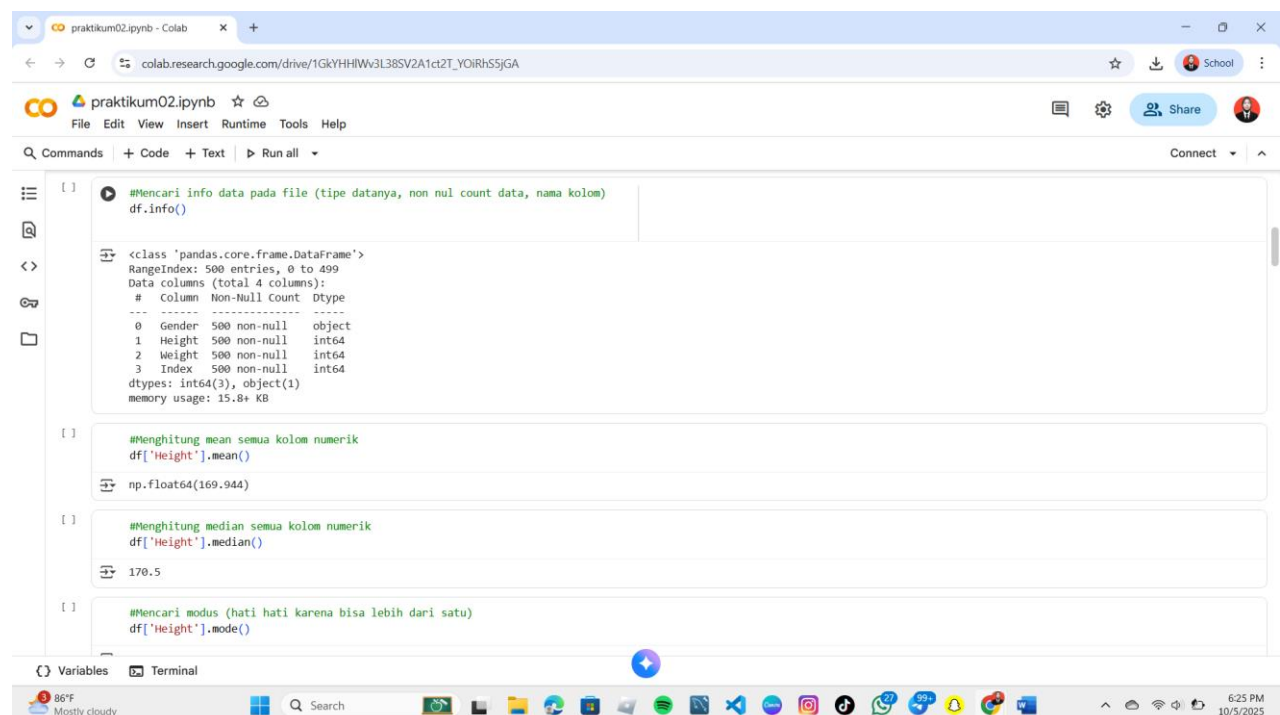 praktikum02.ipynb - Colab
colab.research.google.com/drive/1GkYHHlWv3L38SV2A1ct2T_YOiRhS5jGA
School
praktikum02.ipynb
File Edit View Insert Runtime Tools Help
Share
Commands + Code + Text Run all
Connect
[ ]
#Mencari info data pada file (tipe datanya, non nul count data, nama kolom)
df.info()
<class 'pandas.core.frame.DataFrame'>
RangeIndex: 500 entries, 0 to 499
Data columns (total 4 columns):
 #   Column  Non-Null Count  Dtype
---  ------  --------------  -----
 0   Gender  500 non-null    object
 1   Height  500 non-null    int64
 2   Weight  500 non-null    int64
 3   Index   500 non-null    int64
dtypes: int64(3), object(1)
memory usage: 15.8+ KB
[ ]
#Menghitung mean semua kolom numerik
df['Height'].mean()
np.float64(169.944)
[ ]
#Menghitung median semua kolom numerik
df['Height'].median()
170.5
[ ]
#Mencari modus (hati hati karena bisa lebih dari satu)
df['Height'].mode()
{} Variables Terminal
3
86°F
Mostly cloudy
Search
27
99+
6:25 PM
10/5/2025